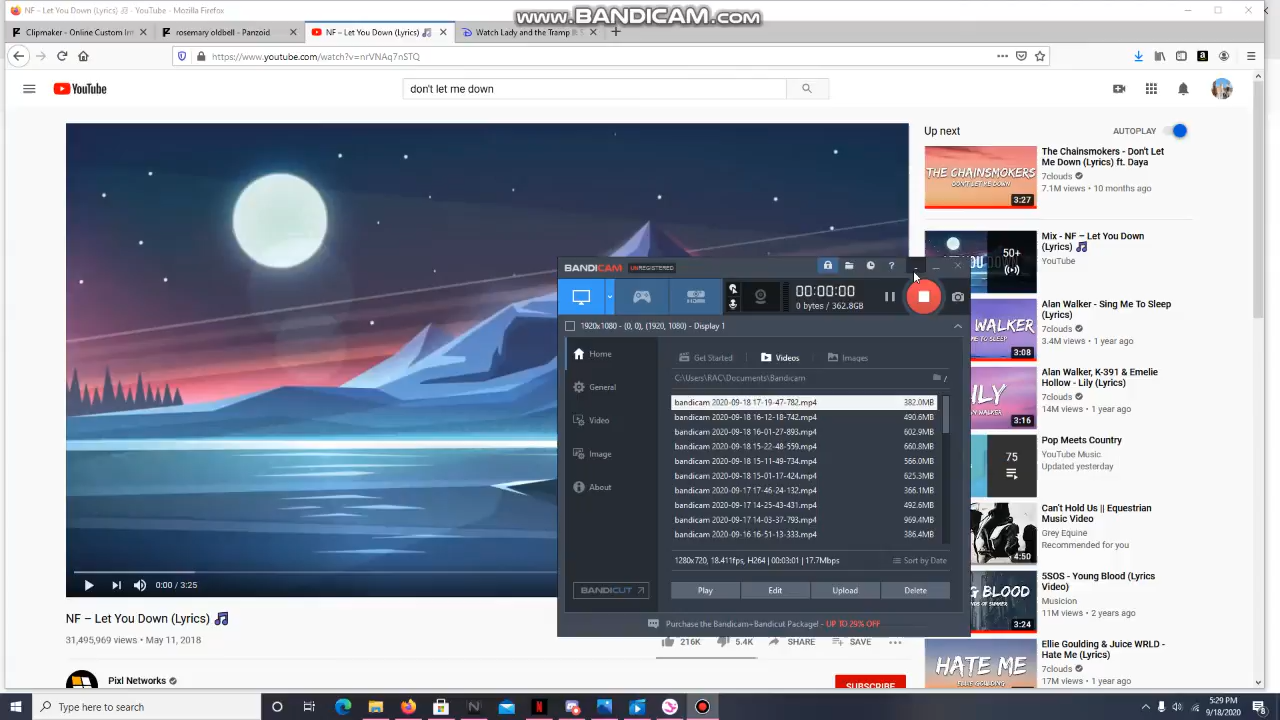 NF – Let You Down (Lyrics) 🎵 - YouTube - Mozilla Firefox
www.BANDICAM.com
Clipmaker - Online Custom Int
rosemary oldbell - Panzoid
NF – Let You Down (Lyrics) 🎵
Watch Lady and the Tramp
https://www.youtube.com/watch?v=nrVNAq7nSTQ
YouTube
don't let me down
Up next
AUTOPLAY
THE CHAINSMOKERS
DON'T LET ME DOWN
3:27
The Chainsmokers - Don't Let
Me Down (Lyrics) ft. Daya
7clouds
7.1M views • 10 months ago
50+
Mix - NF – Let You Down
(Lyrics) 🎵
YouTube
WALKER
3:08
Alan Walker - Sing Me To Sleep
(Lyrics)
7clouds
3.4M views • 1 year ago
3:16
Alan Walker, K-391 & Emelie
Hollow - Lily (Lyrics)
7clouds
14M views • 1 year ago
75
Pop Meets Country
YouTube Music
Updated yesterday
4:50
Can't Hold Us || Equestrian
Music Video
Grey Equine
Recommended for you
NG BLOOD
3:24
5SOS - Young Blood (Lyrics
Video)
Musicion
11M views • 2 years ago
HATE ME
Ellie Goulding & Juice WRLD -
Hate Me (Lyrics)
7clouds
17M views • 1 year ago
BANDICAM UNREGISTERED
00:00:00
0 bytes / 362.8GB
1920x1080 - (0, 0), (1920, 1080) - Display 1
Home
General
Video
Image
About
BANDICUT
Get Started
Videos
Images
C:\Users\RAC\Documents\Bandicam
bandicam 2020-09-18 17-19-47-782.mp4 382.0MB
bandicam 2020-09-18 16-12-18-742.mp4 490.6MB
bandicam 2020-09-18 16-01-27-893.mp4 602.9MB
bandicam 2020-09-18 15-22-48-559.mp4 660.8MB
bandicam 2020-09-18 15-11-49-734.mp4 566.0MB
bandicam 2020-09-18 15-01-17-424.mp4 625.3MB
bandicam 2020-09-17 17-46-24-132.mp4 366.1MB
bandicam 2020-09-17 14-25-43-431.mp4 492.6MB
bandicam 2020-09-17 14-03-37-793.mp4 969.4MB
bandicam 2020-09-16 16-51-13-333.mp4 386.4MB
1280x720, 18.411fps, H264 | 00:03:01 | 17.7Mbps
Sort by Date
Play
Edit
Upload
Delete
Purchase the Bandicam+Bandicut Package! - UP TO 29% OFF
0:00 / 3:25
NF – Let You Down (Lyrics) 🎵
31,495,969 views • May 11, 2018
216K
5.4K
SHARE
SAVE
Pixl Networks
SUBSCRIBE
Type here to search
5:29 PM
9/18/2020